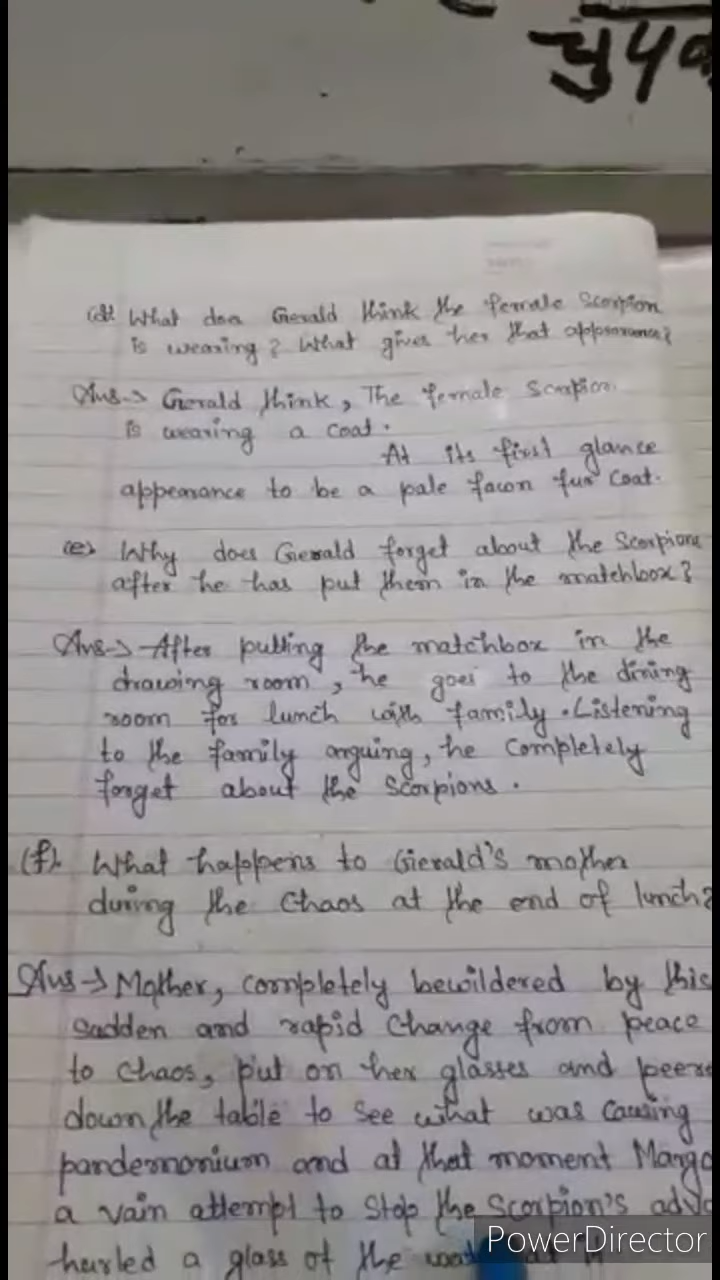 चुपक
(d) What does Gerald think the female Scorpion
is wearing? What gives her that appearance?
Ans-> Gerald think, The female Scorpion.
is wearing a coat.
At its first glance
appearance to be a pale fawn fur coat.
(e) Why does Gerald forget about the Scorpions
after he has put them in the matchbox?
Ans-> After putting the matchbox in the
drawing room, he goes to the dining
room for lunch with family. Listening
to the family arguing, he completely
forget about the Scorpions.
(f) What happens to Gerald's mother
during the Chaos at the end of lunch?
Ans-> Mother, completely bewildered by this
Sadden and rapid Change from peace
to Chaos, put on her glasses and peere
down the table to See what was Causing
pandemonium and at that moment Margo
a vain attempt to Stop the Scorpion's adva
hurled a glass of the
PowerDirector